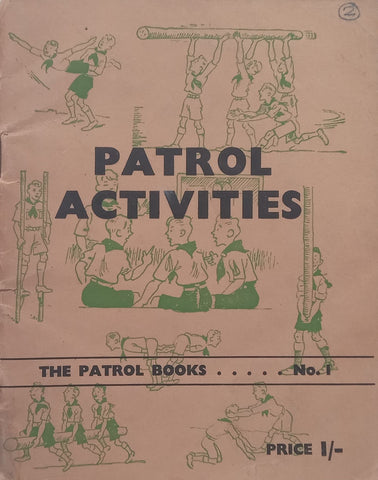 2
PATROL
ACTIVITIES
THE PATROL BOOKS . . . . . No. 1
PRICE 1/-